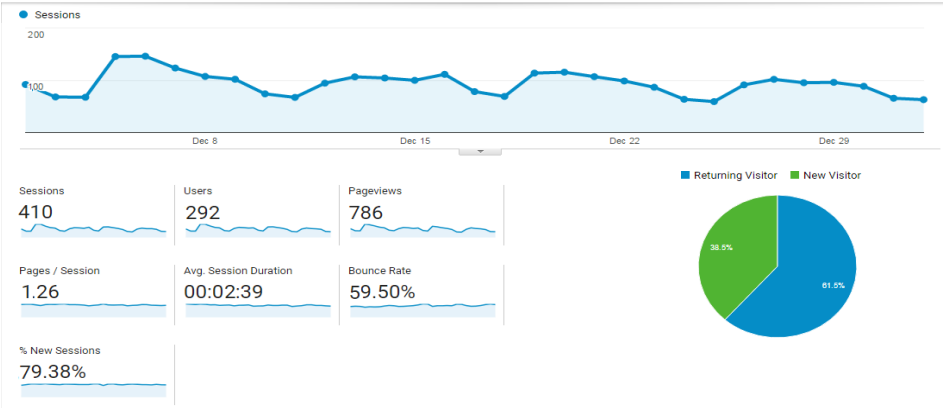 Sessions
200
100
Dec 8 Dec 15 Dec 22 Dec 29
Returning Visitor New Visitor
Sessions Users Pageviews
410 292 786
38.5%
61.5%
Pages / Session Avg. Session Duration Bounce Rate
1.26 00:02:39 59.50%
% New Sessions
79.38%